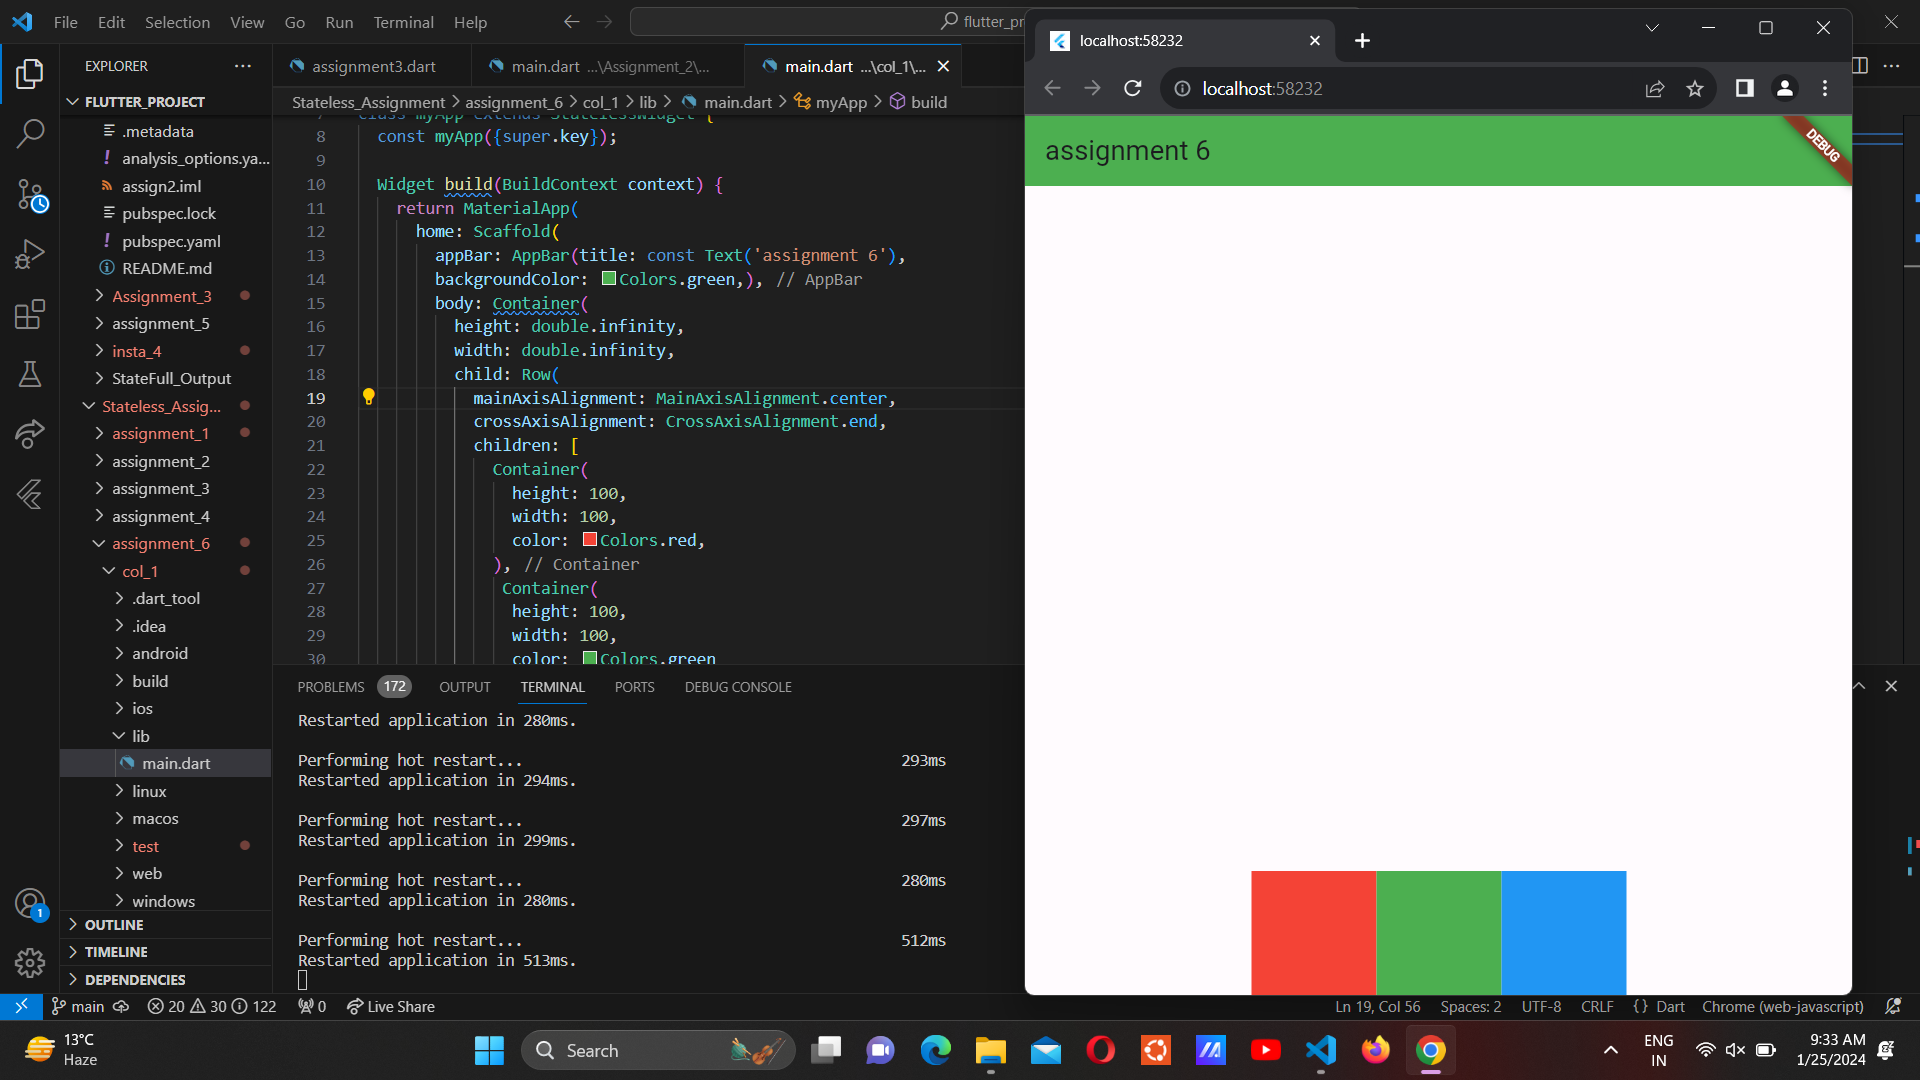 File Edit Selection View Go Run Terminal Help
flutter_pr
EXPLORER
FLUTTER_PROJECT
.metadata
analysis_options.ya...
assign2.iml
pubspec.lock
pubspec.yaml
README.md
Assignment_3
assignment_5
insta_4
StateFull_Output
Stateless_Assig...
assignment_1
assignment_2
assignment_3
assignment_4
assignment_6
col_1
.dart_tool
.idea
android
build
ios
lib
main.dart
linux
macos
test
web
windows
OUTLINE
TIMELINE
DEPENDENCIES
assignment3.dart
main.dart ...\Assignment_2\...
main.dart ...\col_1\...
Stateless_Assignment > assignment_6 > col_1 > lib > main.dart > myApp > build
7 class myApp extends StatelessWidget {
8 const myApp({super.key});
9
10 Widget build(BuildContext context) {
11 return MaterialApp(
12 home: Scaffold(
13 appBar: AppBar(title: const Text('assignment 6'),
14 backgroundColor: Colors.green,), // AppBar
15 body: Container(
16 height: double.infinity,
17 width: double.infinity,
18 child: Row(
19 mainAxisAlignment: MainAxisAlignment.center,
20 crossAxisAlignment: CrossAxisAlignment.end,
21 children: [
22 Container(
23 height: 100,
24 width: 100,
25 color: Colors.red,
26 ), // Container
27 Container(
28 height: 100,
29 width: 100,
30 color: Colors.green
PROBLEMS 172 OUTPUT TERMINAL PORTS DEBUG CONSOLE
Restarted application in 280ms.
Performing hot restart... 293ms
Restarted application in 294ms.
Performing hot restart... 297ms
Restarted application in 299ms.
Performing hot restart... 280ms
Restarted application in 280ms.
Performing hot restart... 512ms
Restarted application in 513ms.
localhost:58232
localhost:58232
assignment 6
DEBUG
1
main 20 30 122 0 Live Share
Ln 19, Col 56 Spaces: 2 UTF-8 CRLF {} Dart Chrome (web-javascript)
13°C
Haze
Search
ENG
IN
9:33 AM
1/25/2024